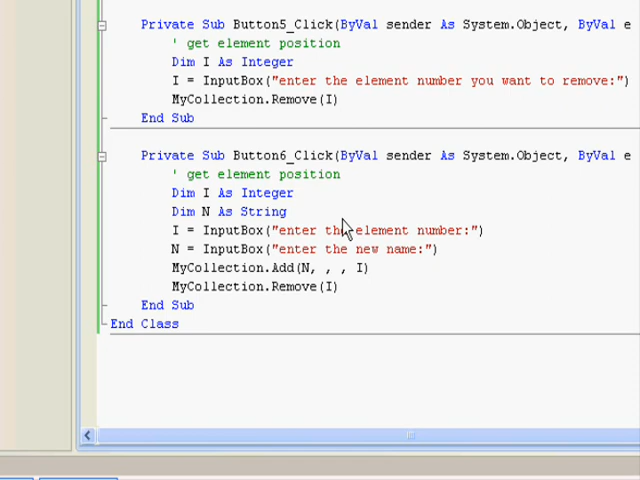 Private Sub Button5_Click(ByVal sender As System.Object, ByVal e
' get element position
Dim I As Integer
I = InputBox("enter the element number you want to remove:")
MyCollection.Remove(I)
End Sub
Private Sub Button6_Click(ByVal sender As System.Object, ByVal e
' get element position
Dim I As Integer
Dim N As String
I = InputBox("enter the element number:")
N = InputBox("enter the new name:")
MyCollection.Add(N, , , I)
MyCollection.Remove(I)
End Sub
End Class